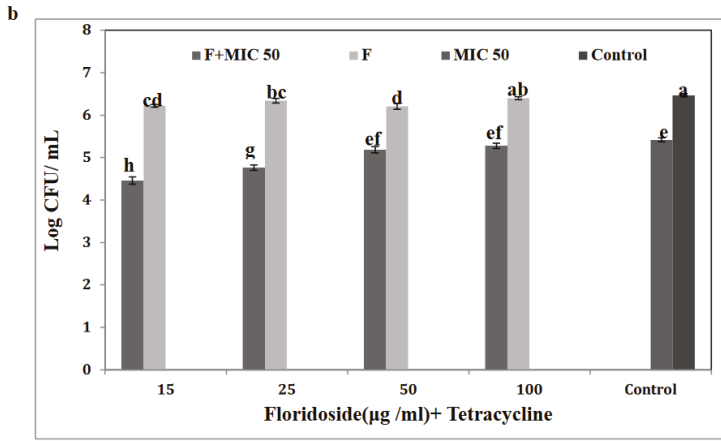 b
F+MIC 50 F MIC 50 Control
8
7
6
5
4
3
2
1
0
Log CFU/ mL
h cd g bc ef d ef ab e a
15 25 50 100 Control
Floridoside(µg /ml)+ Tetracycline